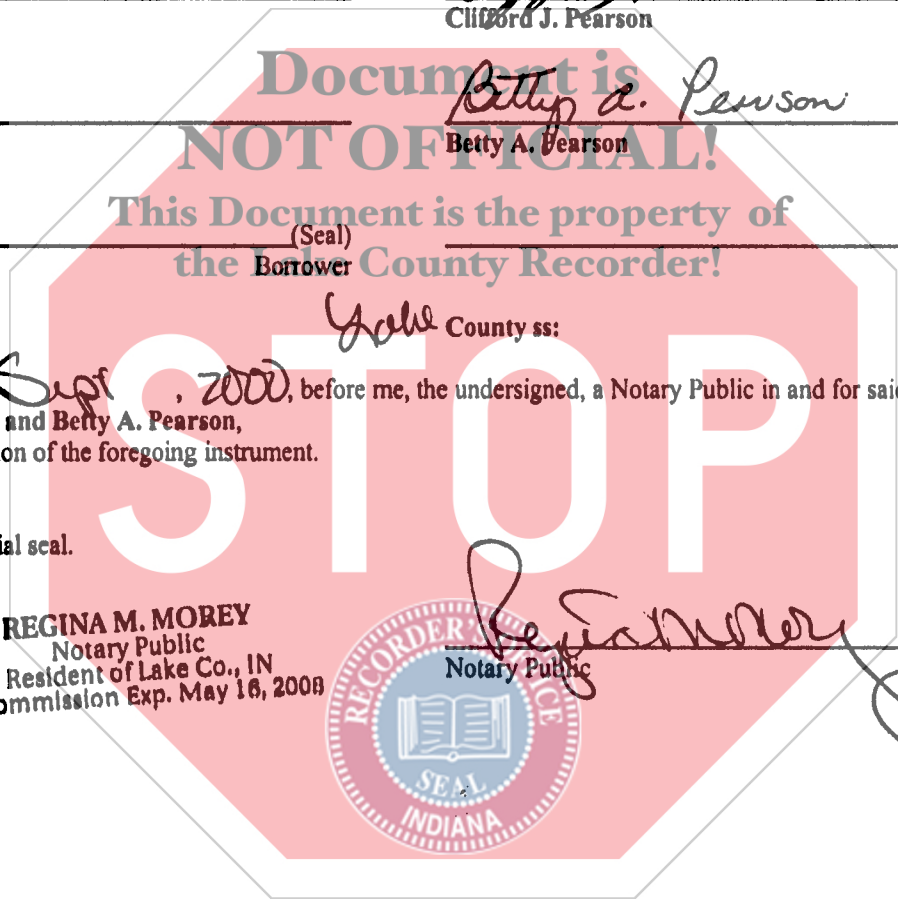 Clifford J. Pearson
Document is
Betty A. Pearson
NOT OFFICIAL!
Betty A. Pearson
This Document is the property of
(Seal)
the Lake County Recorder!
Borrower
Lake County ss:
STOP
Sept , 2000, before me, the undersigned, a Notary Public in and for said
and Betty A. Pearson,
on of the foregoing instrument.
ial seal.
REGINA M. MOREY
Notary Public
Resident of Lake Co., IN
ommission Exp. May 16, 2008
Regina M Morey
Notary Public
RECORDER'S OFFICE
SEAL
INDIANA